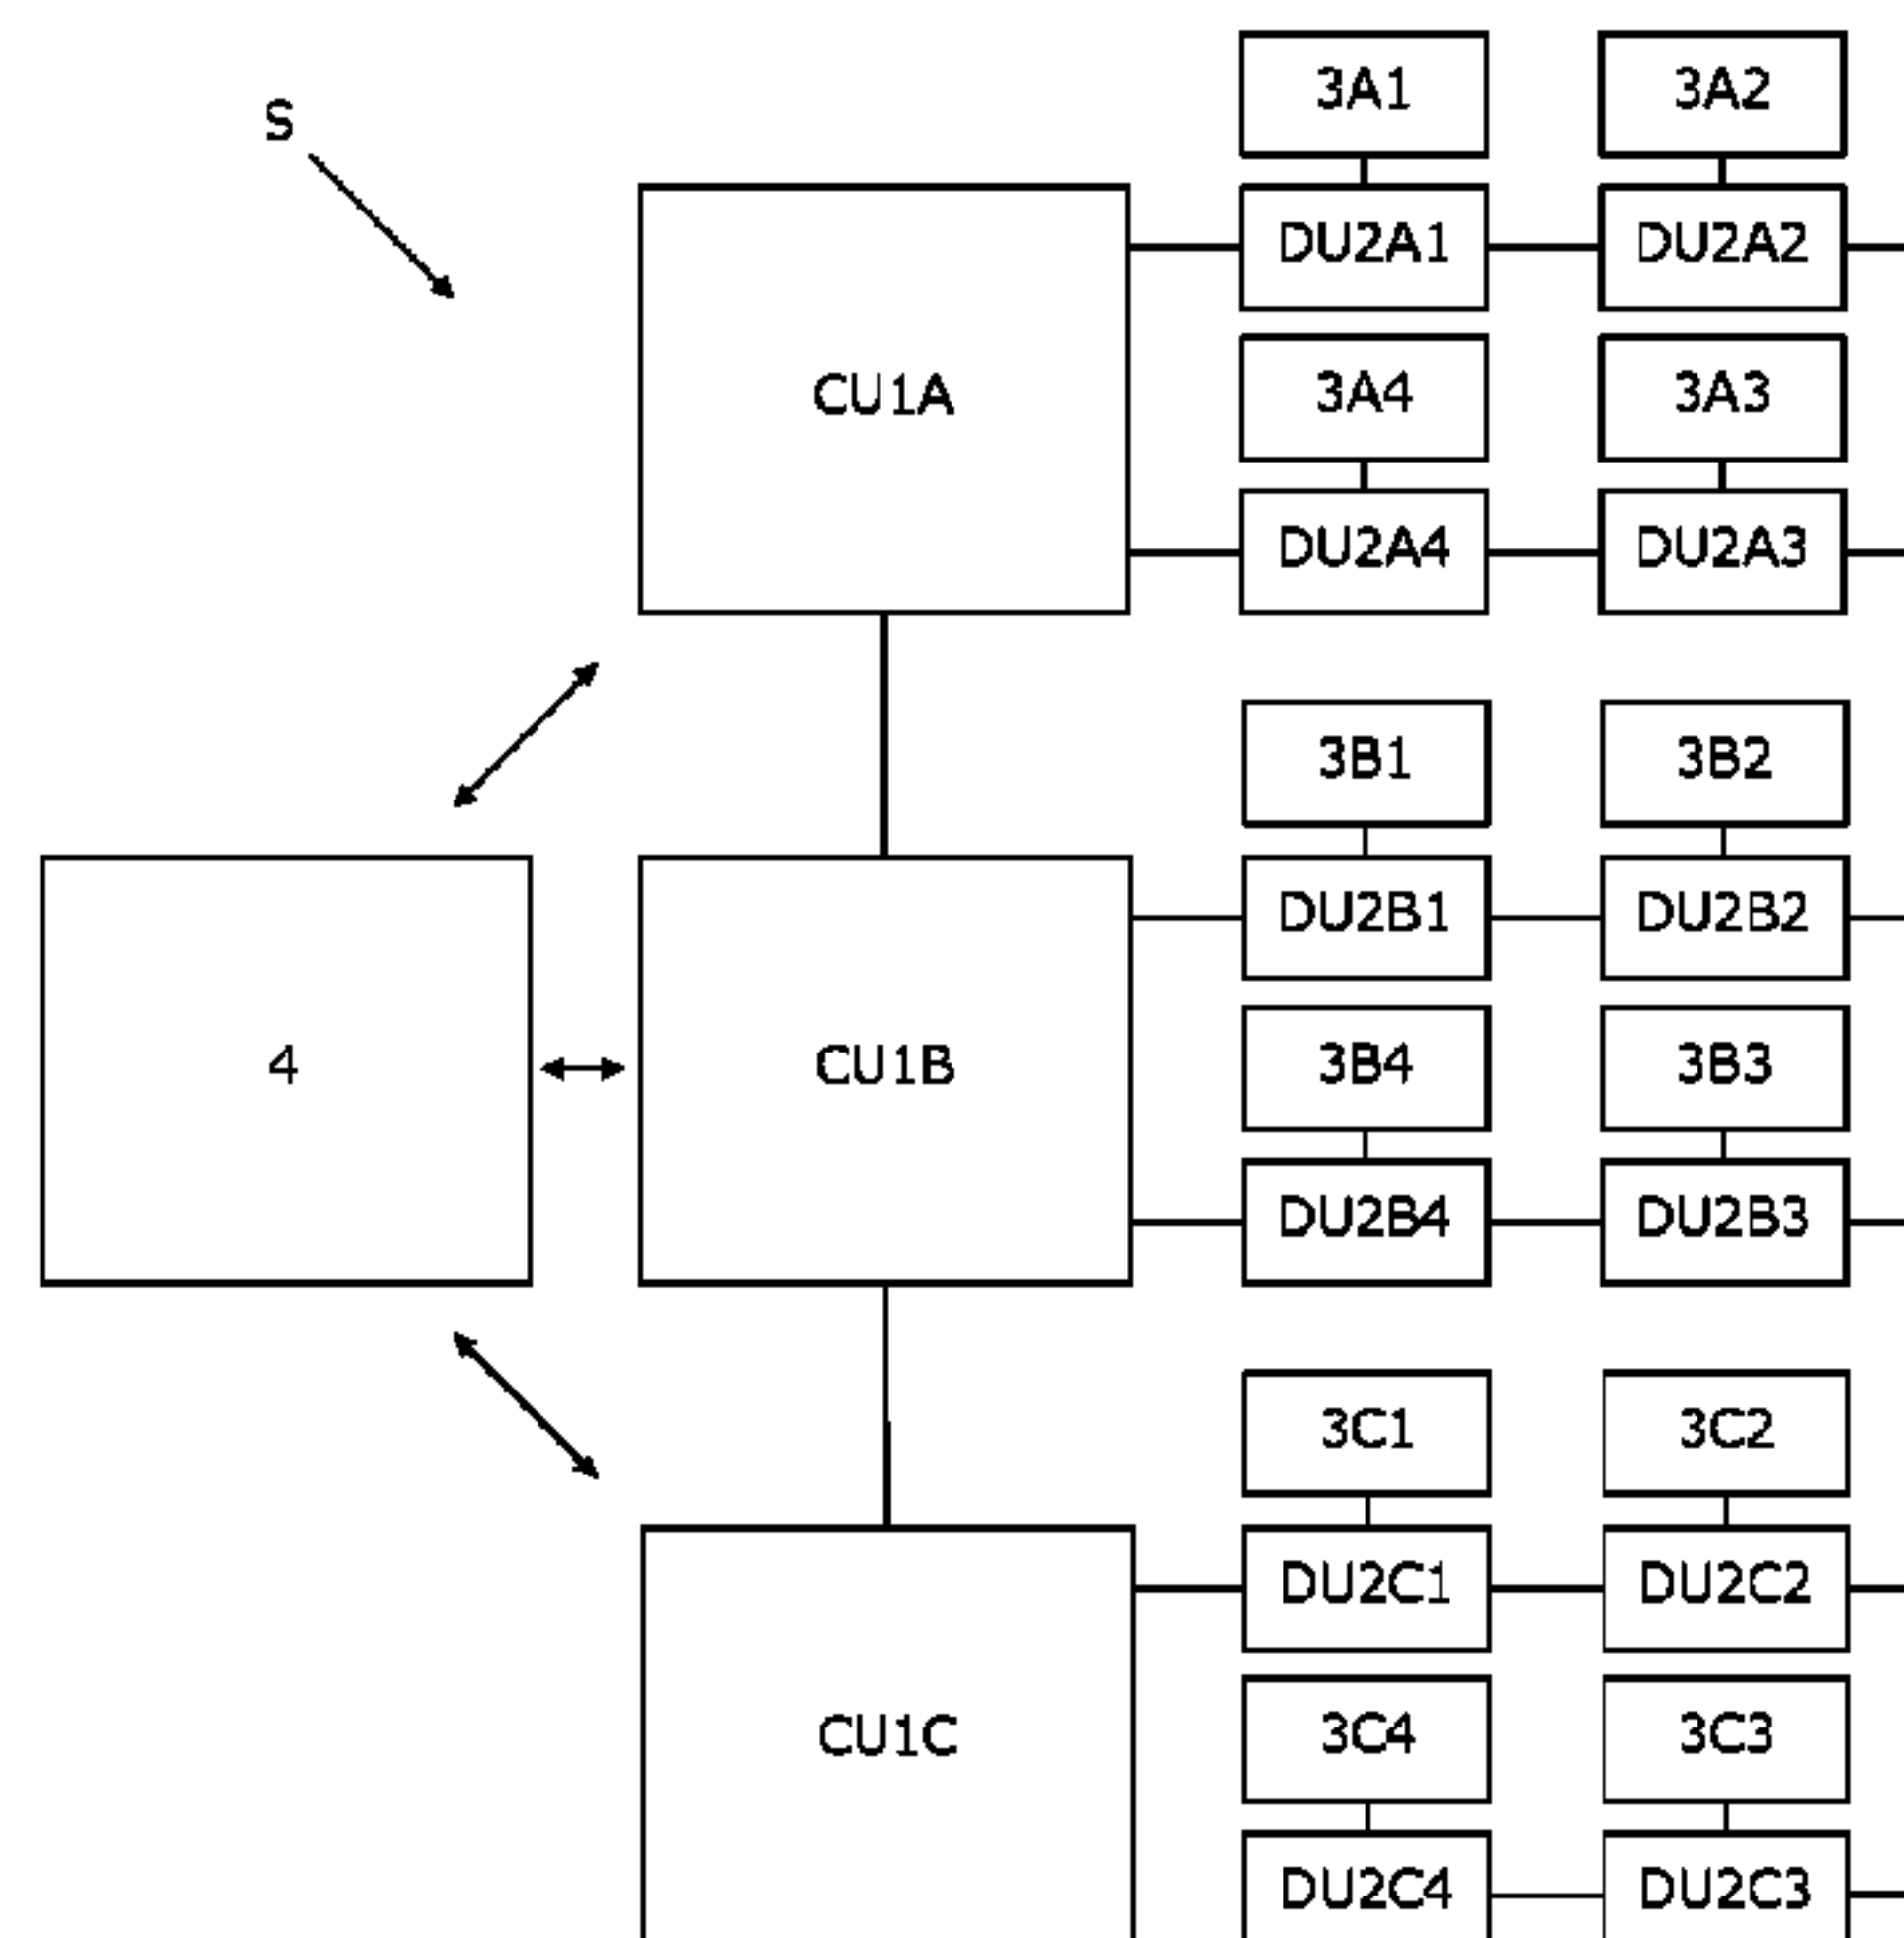 3A1
3A2
S
DU2A1
DU2A2
CU1A
3A4
3A3
DU2A4
DU2A3
3B1
3B2
DU2B1
DU2B2
4
CU1B
3B4
3B3
DU2B4
DU2B3
3C1
3C2
DU2C1
DU2C2
CU1C
3C4
3C3
DU2C4
DU2C3